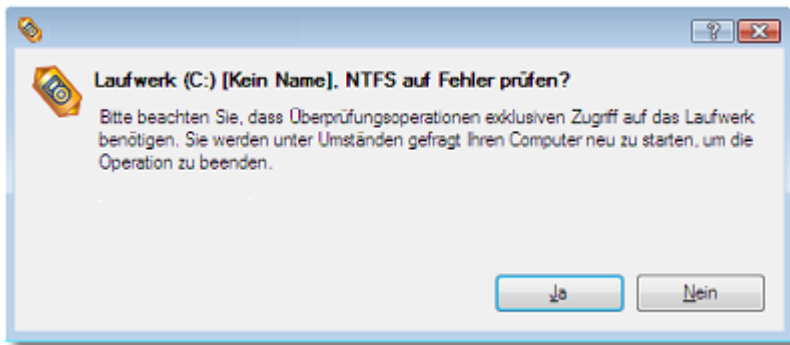 Laufwerk (C:) [Kein Name], NTFS auf Fehler prüfen?
Bitte beachten Sie, dass Überprüfungsoperationen exklusiven Zugriff auf das Laufwerk
benötigen. Sie werden unter Umständen gefragt Ihren Computer neu zu starten, um die
Operation zu beenden.
Ja
Nein